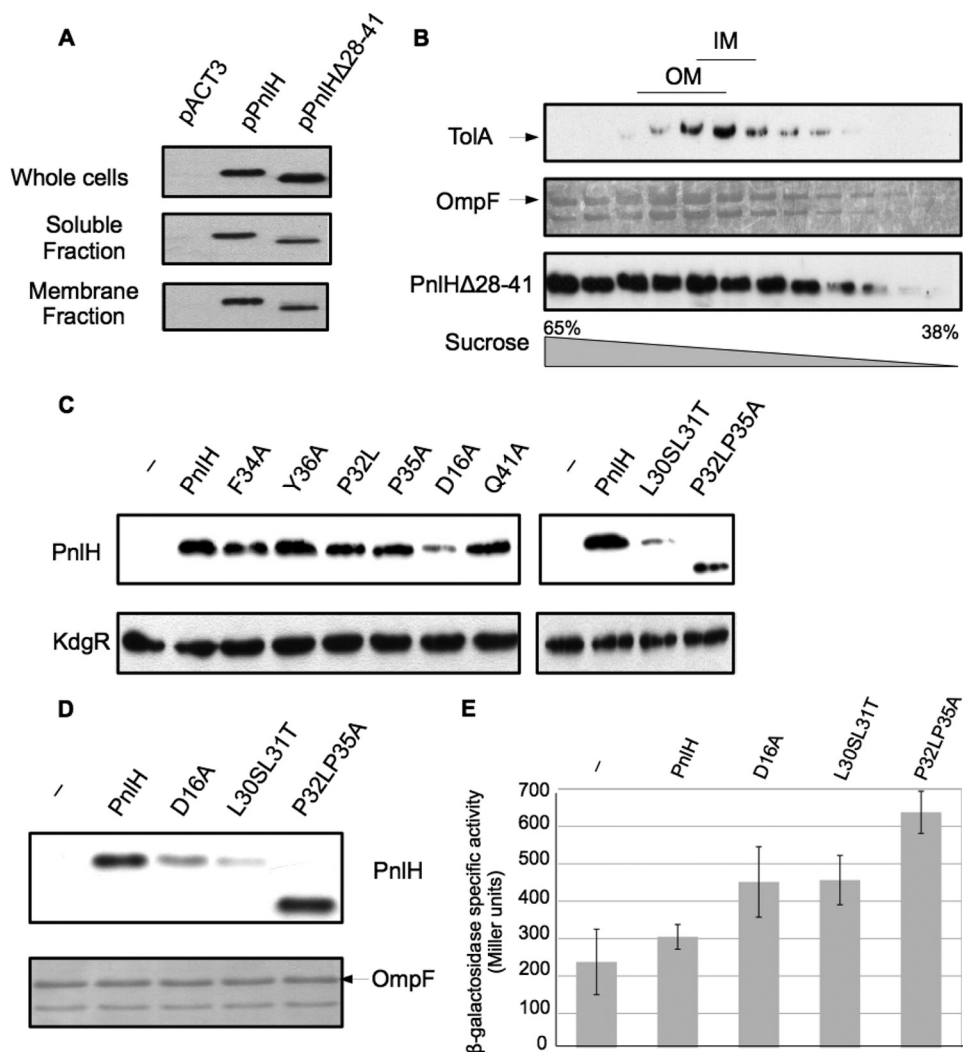 A
pACT3
pPnlH
pPnlHΔ28-41
Whole cells
Soluble
Fraction
Membrane
Fraction
B
IM
OM
TolA
OmpF
PnlHΔ28-41
65%
38%
Sucrose
C
–
PnlH
F34A
Y36A
P32L
P35A
D16A
Q41A
–
PnlH
L30SL31T
P32LP35A
PnlH
KdgR
D
–
PnlH
D16A
L30SL31T
P32LP35A
PnlH
OmpF
E
–
PnlH
D16A
L30SL31T
P32LP35A
β-galactosidase specific activity
(Miller units)
700
600
500
400
300
200
100
0